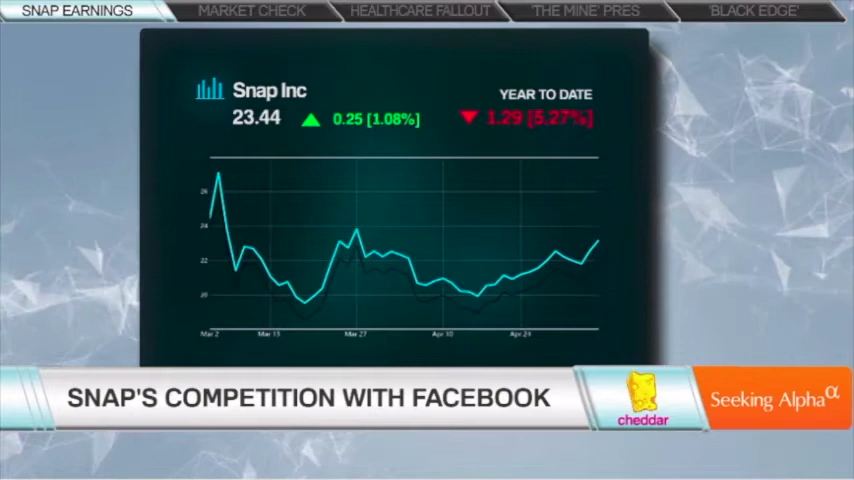 SNAP EARNINGS
MARKET CHECK
HEALTHCARE FALLOUT
'THE MINE' PRES
'BLACK EDGE'
Snap Inc
YEAR TO DATE
23.44
0.25 [1.08%]
1.29 [5.27%]
26
24
22
20
Mar 2
Mar 13
Mar 27
Apr 10
Apr 24
SNAP'S COMPETITION WITH FACEBOOK
cheddar
Seeking Alpha α